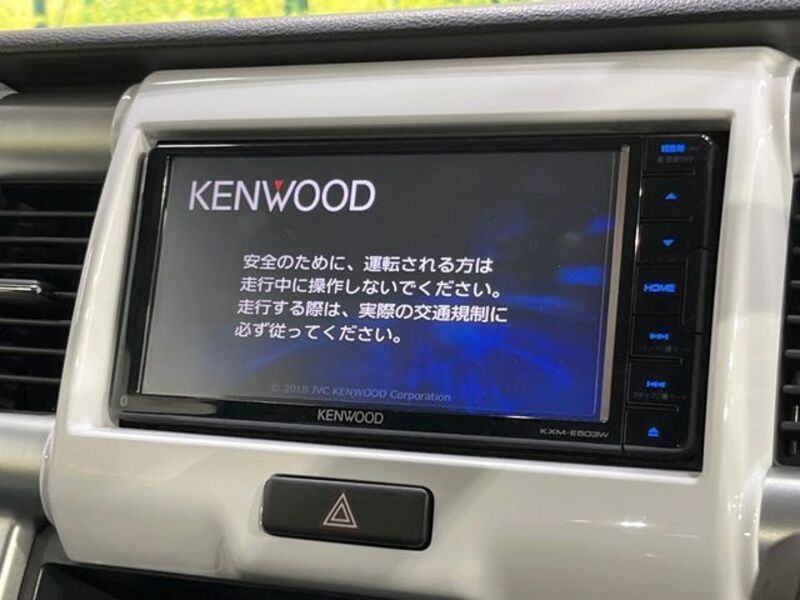 KENWOOD
安全のために、運転される方は
走行中に操作しないでください。
走行する際は、実際の交通規制に
必ず従ってください。
© 2018 JVC KENWOOD Corporation
KENWOOD
KXM-E503W
現在地
HOME